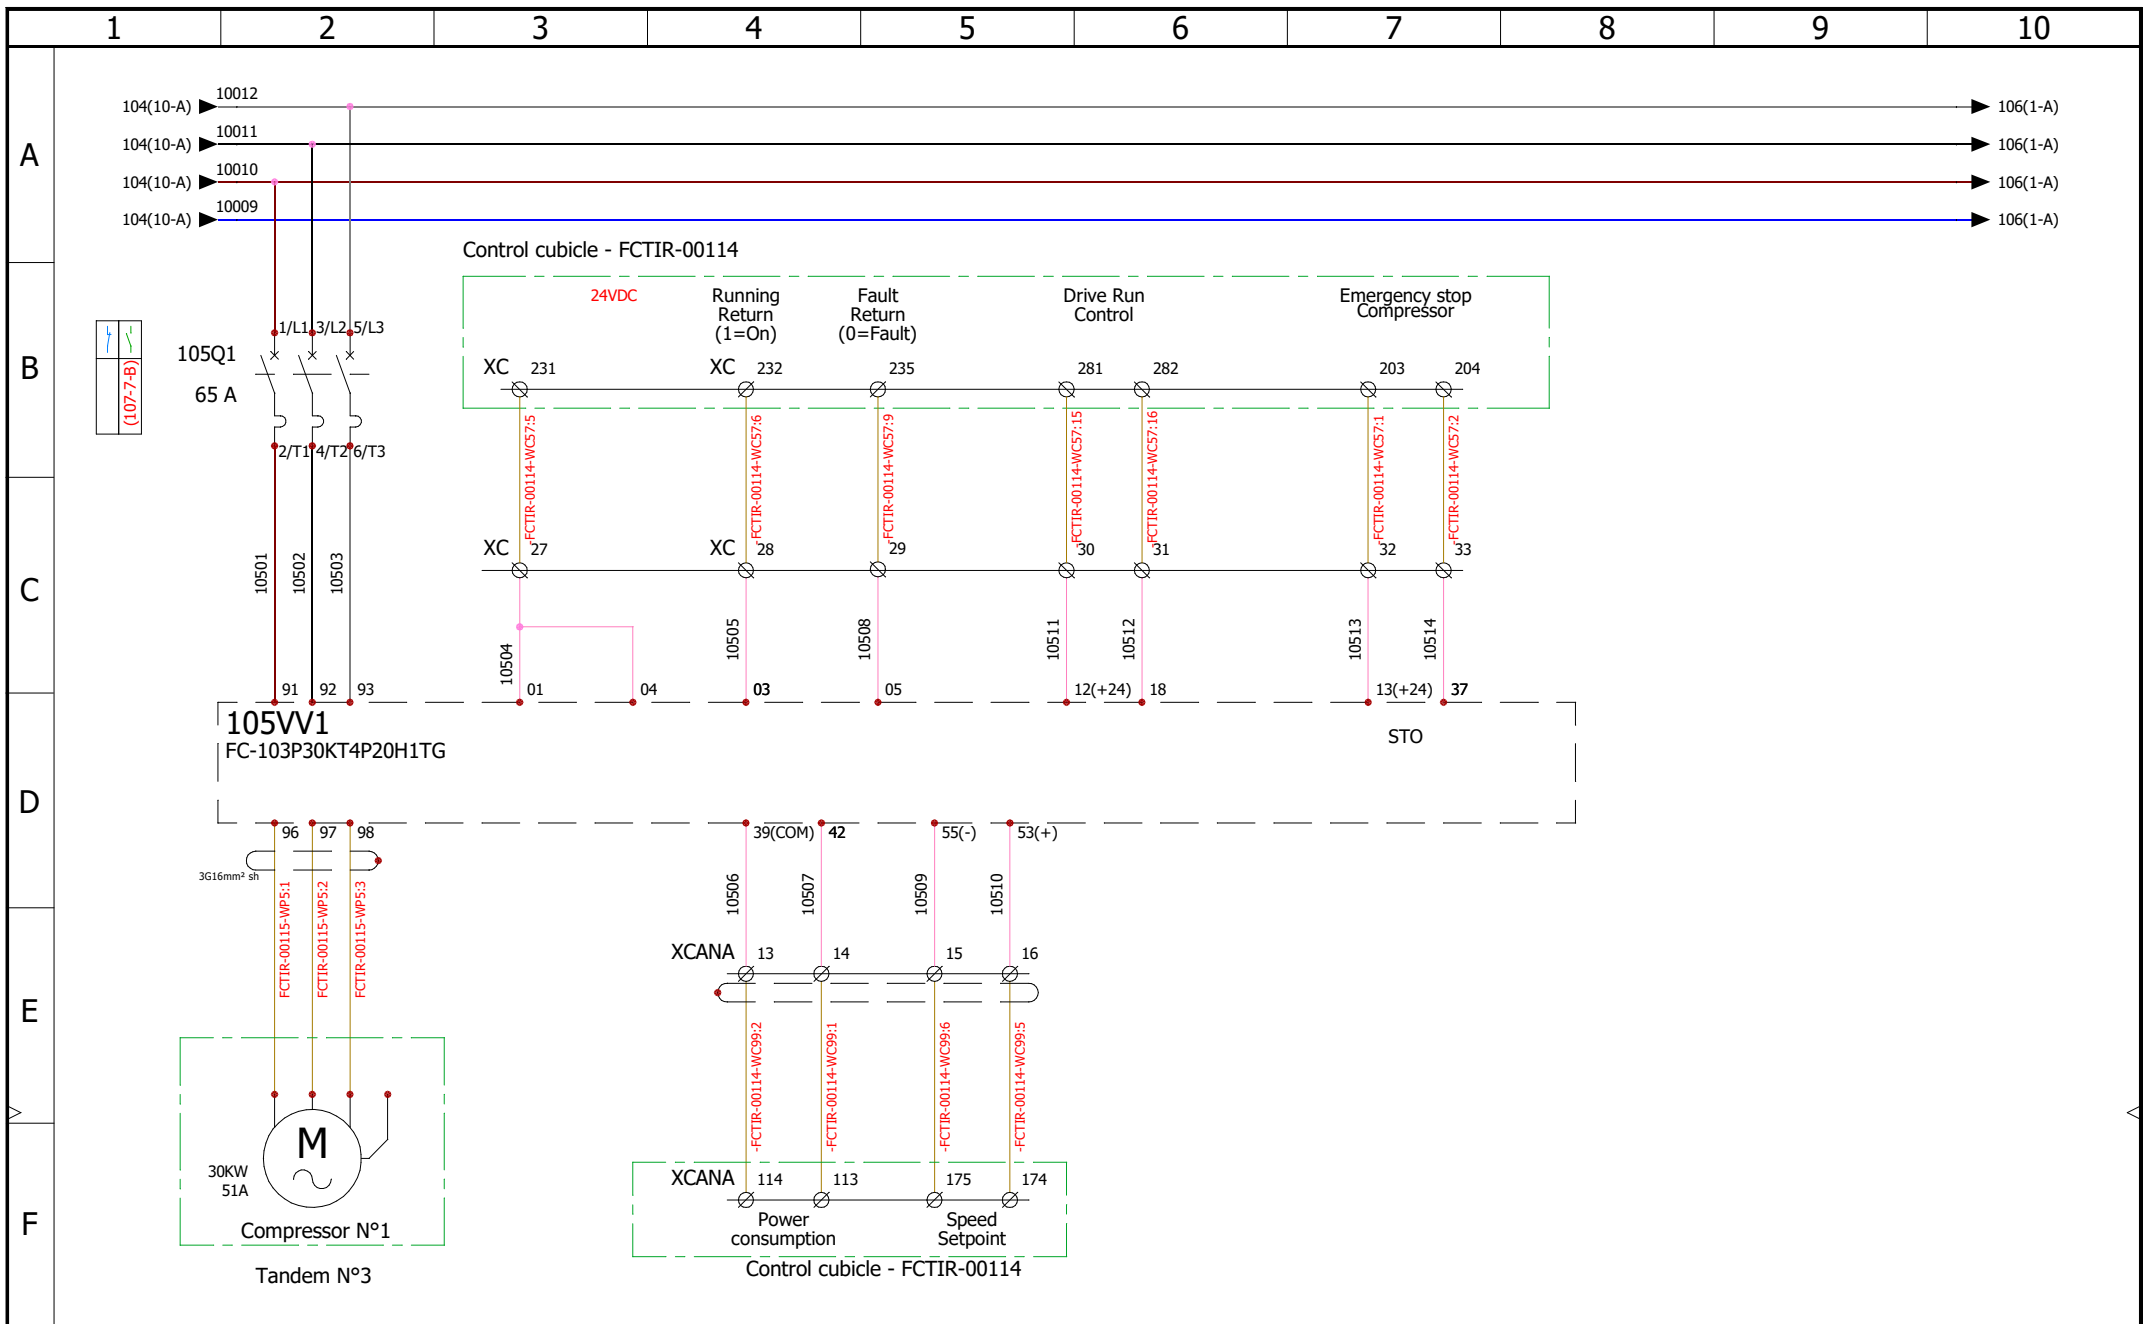 1 2 3 4 5 6 7 8 9 10
A
104(10-A) 10012 106(1-A)
104(10-A) 10011 106(1-A)
104(10-A) 10010 106(1-A)
104(10-A) 10009 106(1-A)
Control cubicle - FCTIR-00114
B
24VDC
Running
Return
(1=On)
Fault
Return
(0=Fault)
Drive Run
Control
Emergency stop
Compressor
(107-7-B)
105Q1
65 A
1/L1 3/L2 5/L3
2/T1 4/T2 6/T3
XC 231 XC 232 235 281 282 203 204
-FCTIR-00114-WC57:5
-FCTIR-00114-WC57:6
-FCTIR-00114-WC57:9
-FCTIR-00114-WC57:15
-FCTIR-00114-WC57:16
-FCTIR-00114-WC57:1
-FCTIR-00114-WC57:2
C
XC 27 XC 28 29 30 31 32 33
10501 10502 10503
10504 10505 10508 10511 10512 10513 10514
91 92 93 01 04 03 05 12(+24) 18 13(+24) 37
D
105VV1
FC-103P30KT4P20H1TG
STO
96 97 98 39(COM) 42 55(-) 53(+)
3G16mm² sh
FCTIR-00115-WP5:1
FCTIR-00115-WP5:2
FCTIR-00115-WP5:3
10506 10507 10509 10510
E
XCANA 13 14 15 16
-FCTIR-00114-WC99:2
-FCTIR-00114-WC99:1
-FCTIR-00114-WC99:6
-FCTIR-00114-WC99:5
F
M
30KW
51A
Compressor N°1
Tandem N°3
XCANA 114 113 175 174
Power
consumption
Speed
Setpoint
Control cubicle - FCTIR-00114